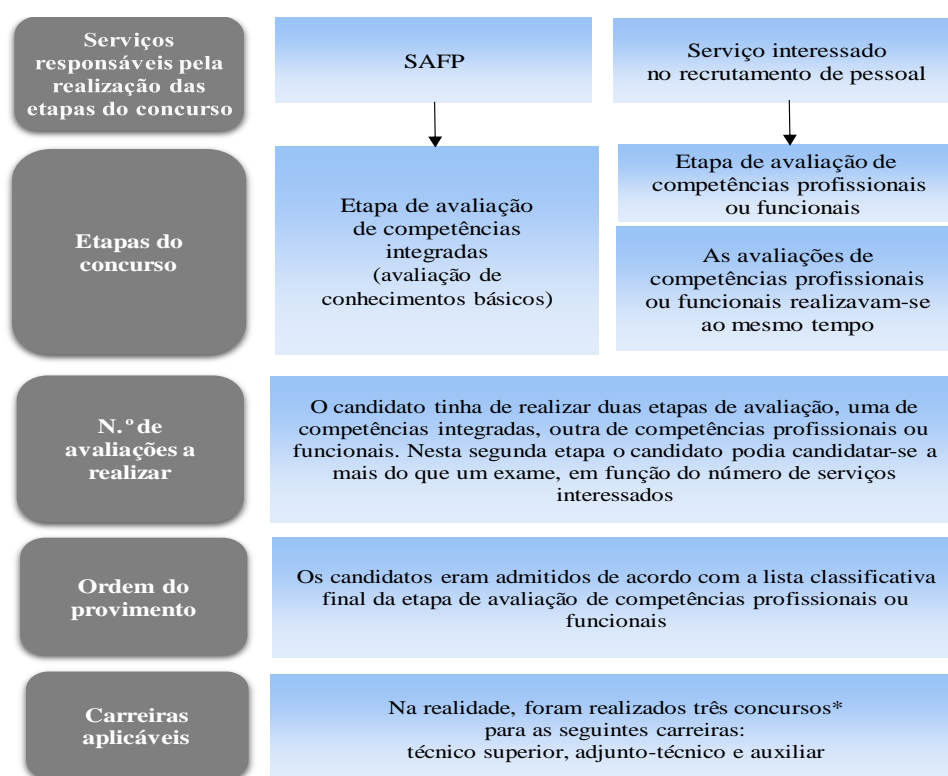 Serviços
responsáveis pela
realização das
etapas do concurso
SAFP
Serviço interessado
no recrutamento de pessoal
Etapas do
concurso
Etapa de avaliação
de competências
integradas
(avaliação de
conhecimentos básicos)
Etapa de avaliação de
competências profissionais
ou funcionais
As avaliações de
competências profissionais
ou funcionais realizavam-se
ao mesmo tempo
N.º de
avaliações a
realizar
O candidato tinha de realizar duas etapas de avaliação, uma de
competências integradas, outra de competências profissionais ou
funcionais. Nesta segunda etapa o candidato podia candidatar-se a
mais do que um exame, em função do número de serviços
interessados
Ordem do
provimento
Os candidatos eram admitidos de acordo com a lista classificativa
final da etapa de avaliação de competências profissionais ou
funcionais
Carreiras
aplicáveis
Na realidade, foram realizados três concursos*
para as seguintes carreiras:
técnico superior, adjunto-técnico e auxiliar